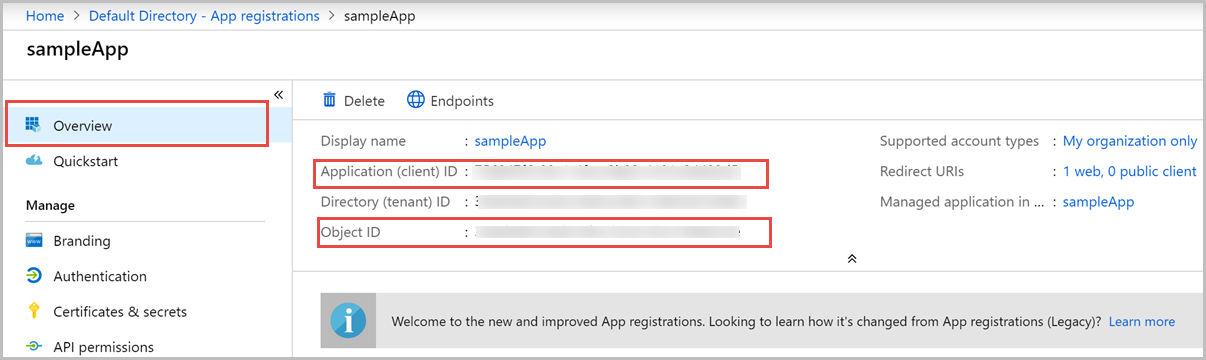 Home > Default Directory - App registrations > sampleApp
sampleApp
«
Overview
Quickstart
Manage
Branding
Authentication
Certificates & secrets
API permissions
Delete
Endpoints
Display name : sampleApp
Application (client) ID :
Directory (tenant) ID :
Object ID :
Supported account types : My organization only
Redirect URIs : 1 web, 0 public client
Managed application in ... : sampleApp
Welcome to the new and improved App registrations. Looking to learn how it's changed from App registrations (Legacy)? Learn more